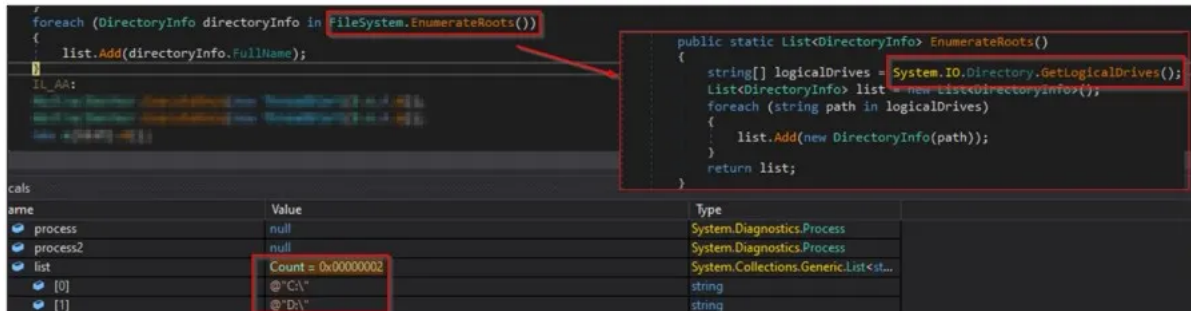 foreach (DirectoryInfo directoryInfo in FileSystem.EnumerateRoots())
{
list.Add(directoryInfo.FullName);
}
IL_AA:
public static List<DirectoryInfo> EnumerateRoots()
{
string[] logicalDrives = System.IO.Directory.GetLogicalDrives();
List<DirectoryInfo> list = new List<DirectoryInfo>();
foreach (string path in logicalDrives)
{
list.Add(new DirectoryInfo(path));
}
return list;
}
cals
ame Value Type
process null System.Diagnostics.Process
process2 null System.Diagnostics.Process
list Count = 0x00000002 System.Collections.Generic.List<st...
[0] @"C:\" string
[1] @"D:\" string